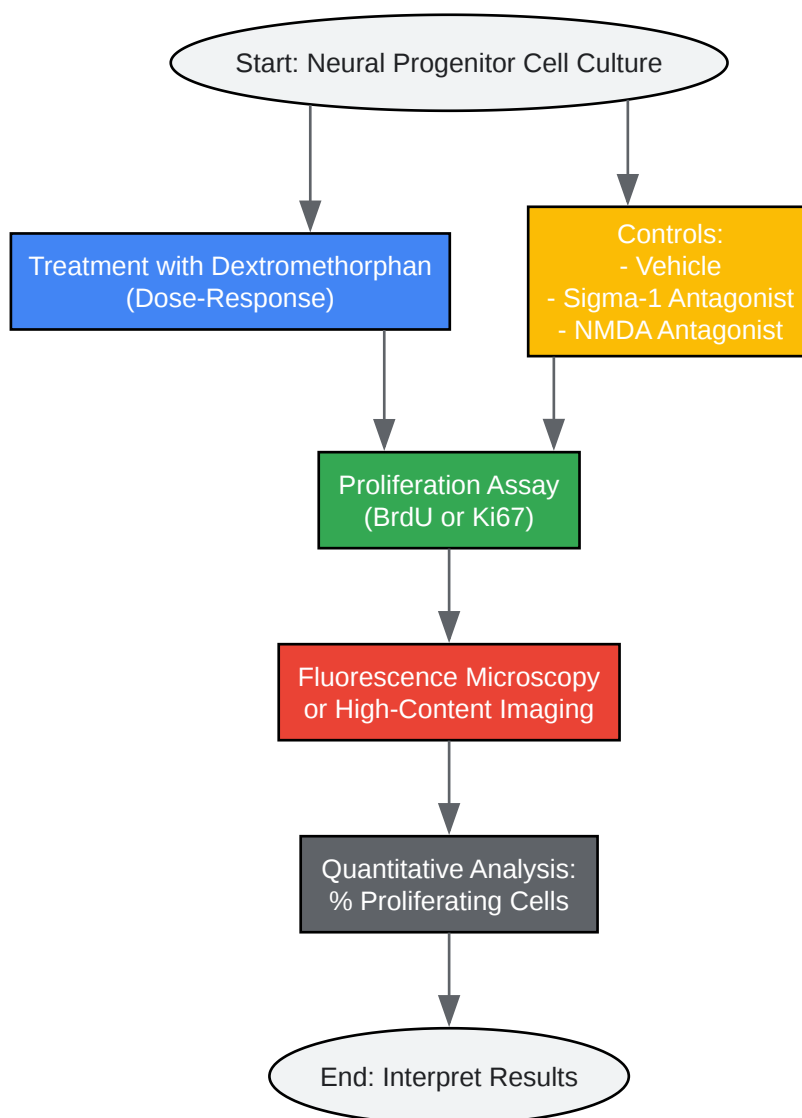 Start: Neural Progenitor Cell Culture
Treatment with Dextromethorphan
(Dose-Response)
Controls:
- Vehicle
- Sigma-1 Antagonist
- NMDA Antagonist
Proliferation Assay
(BrdU or Ki67)
Fluorescence Microscopy
or High-Content Imaging
Quantitative Analysis:
% Proliferating Cells
End: Interpret Results